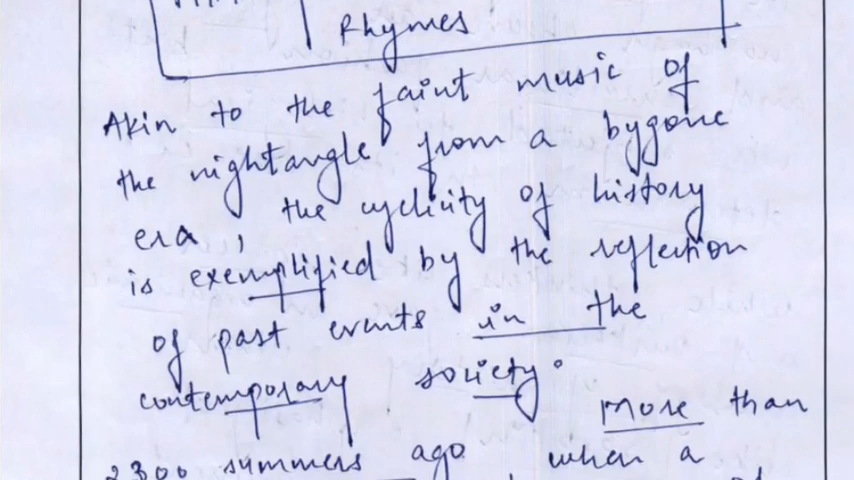 Rhymes
Akin to the faint music of
the nightangle from a bygone
era, the cyclicity of history
is exemplified by the reflection
of past events in the
contemporary society.
More than
2300 summers ago when a